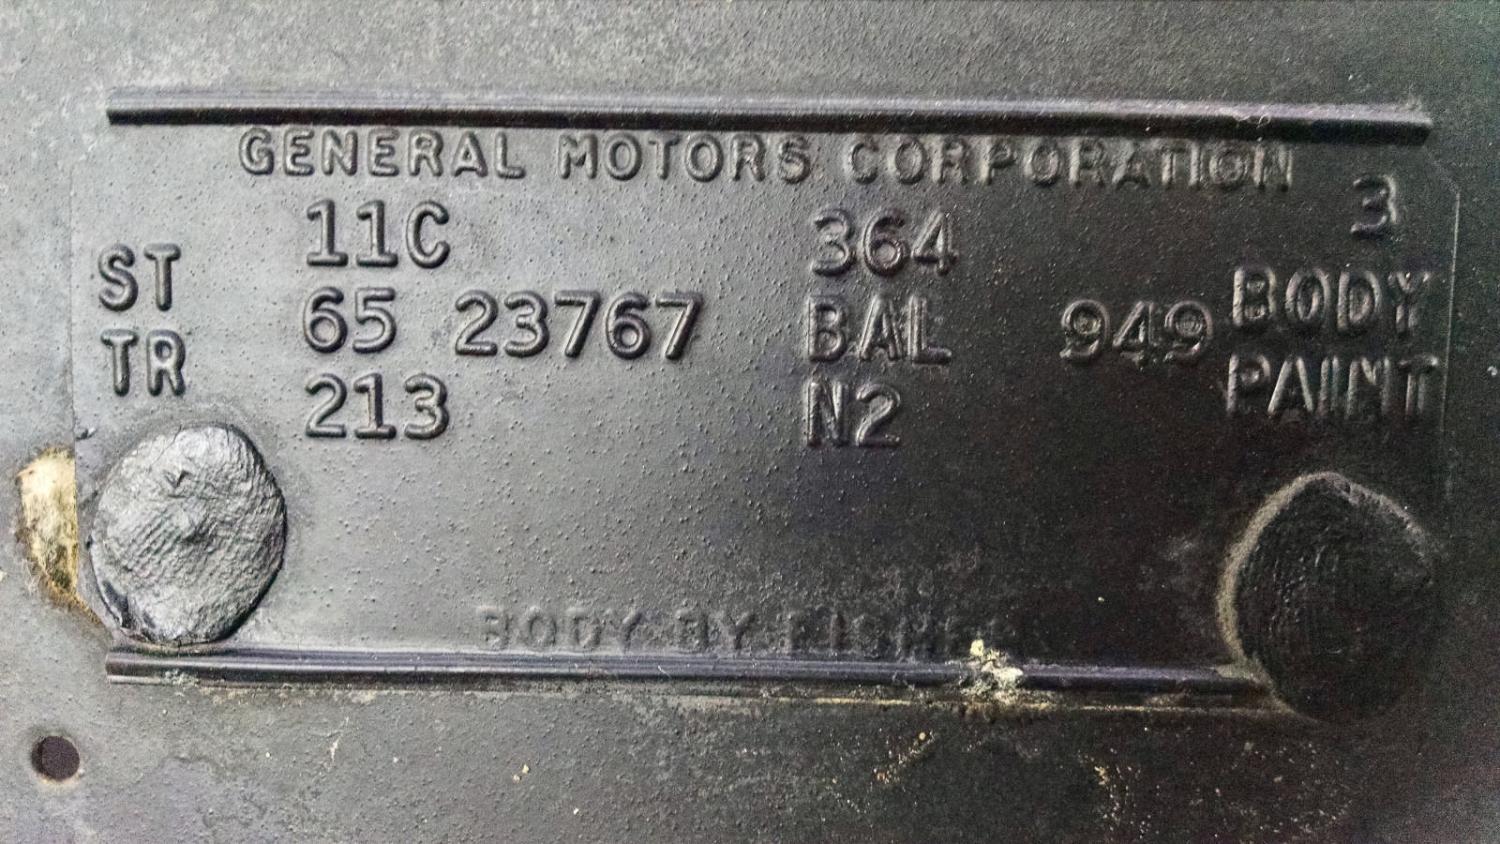 GENERAL MOTORS CORPORATION
11C 364 3
ST 65 23767 BAL 949 BODY
TR 213 N2 PAINT
BODY BY FISHER